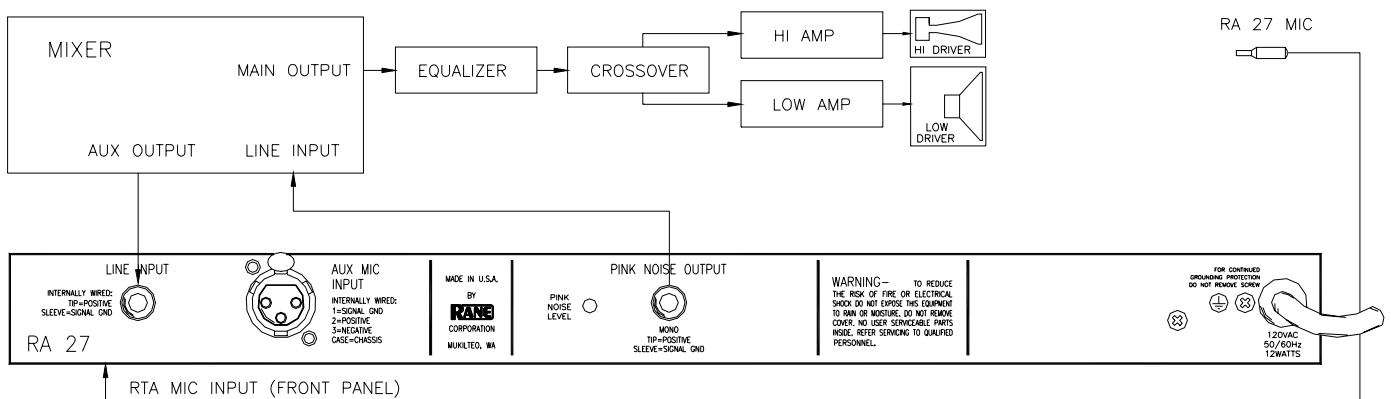 MIXER
MAIN OUTPUT
AUX OUTPUT
LINE INPUT
EQUALIZER
CROSSOVER
HI AMP
LOW AMP
HI DRIVER
LOW
DRIVER
RA 27 MIC
LINE INPUT
INTERNALLY WIRED:
TIP=POSITIVE
SLEEVE=SIGNAL GND
RA 27
AUX MIC
INPUT
INTERNALLY WIRED:
1=SIGNAL GND
2=POSITIVE
3=NEGATIVE
CASE=CHASSIS
MADE IN U.S.A.
BY
RANE
CORPORATION
MUKILTEO, WA
PINK NOISE OUTPUT
PINK
NOISE
LEVEL
MONO
TIP=POSITIVE
SLEEVE=SIGNAL GND
WARNING- TO REDUCE
THE RISK OF FIRE OR ELECTRICAL
SHOCK DO NOT EXPOSE THIS EQUIPMENT
TO RAIN OR MOISTURE. DO NOT REMOVE
COVER. NO USER SERVICEABLE PARTS
INSIDE. REFER SERVICING TO QUALIFIED
PERSONNEL.
FOR CONTINUED
GROUNDING PROTECTION
DO NOT REMOVE SCREW
120VAC
50/60Hz
12WATTS
RTA MIC INPUT (FRONT PANEL)